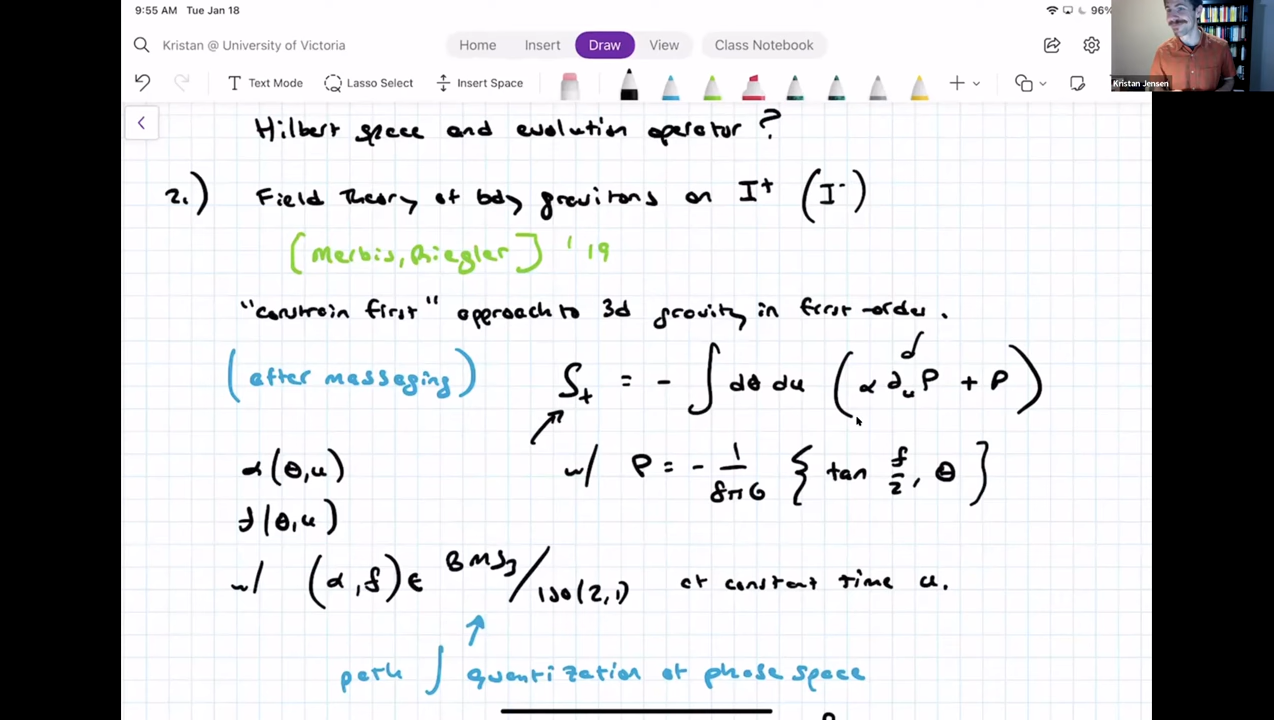 9:55 AM Tue Jan 18
96%
Kristan @ University of Victoria
Home Insert Draw View Class Notebook
Text Mode Lasso Select Insert Space
Kristan Jensen
Hilbert space and evolution operator?
2.) Field Theory of bdy gravitons on I⁺ (I⁻)
[Merbis, Riegler] '19
"constrain first" approach to 3d gravity in first-order.
(after massaging) S₊ = - ∫ dθ du (α ∂ᵤ P + P)
α(θ,u) w/ P = - 1/8πG { tan f/2, θ }
f(θ,u)
w/ (α, f) ∈ BMS₃/ISO(2,1) at constant time u.
path ∫ quantization of phase space